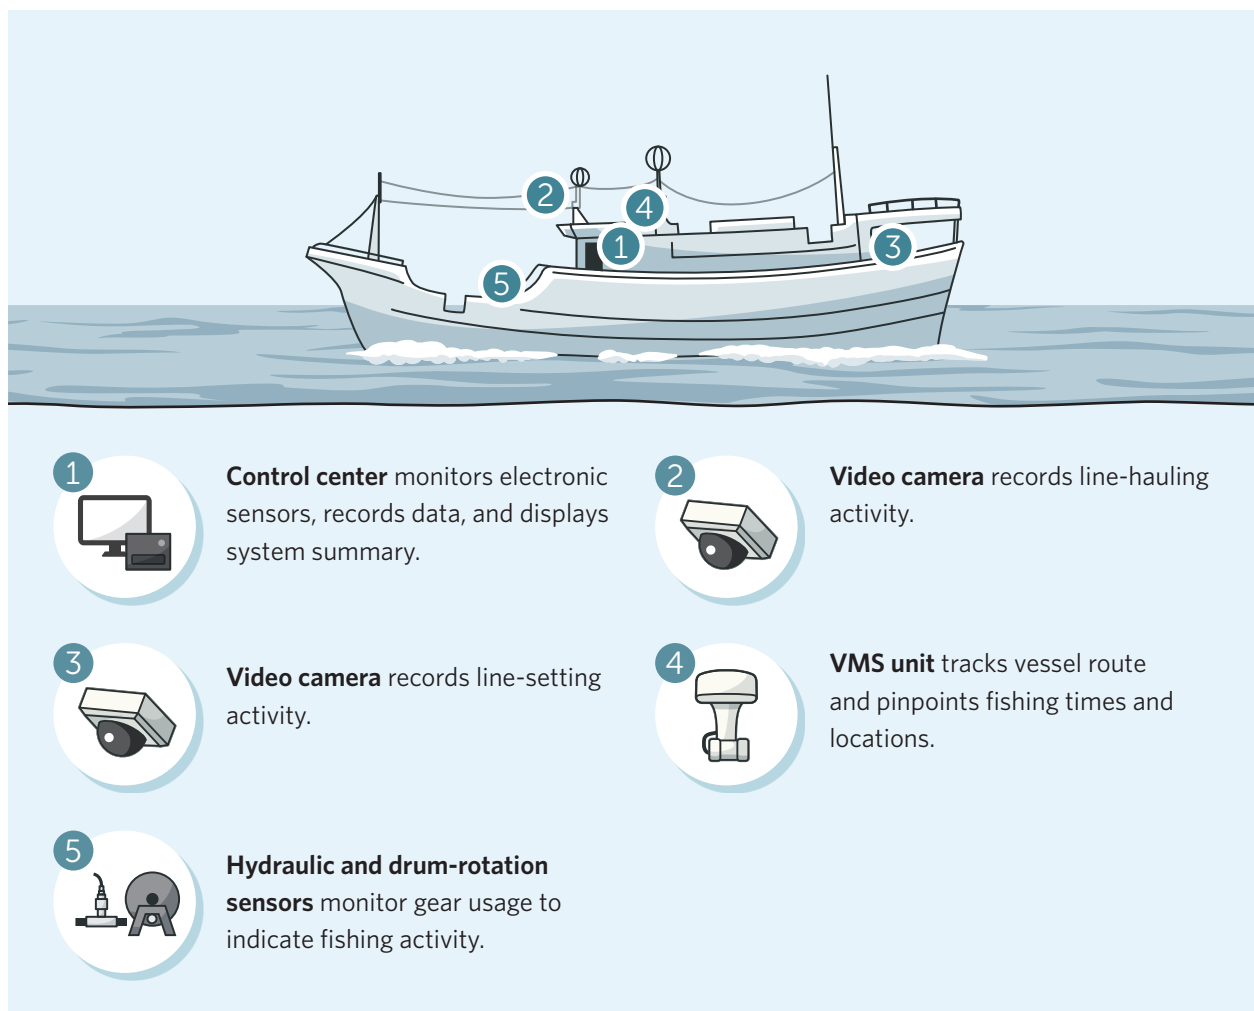 2
4
1
3
5
1
Control center monitors electronic
sensors, records data, and displays
system summary.
2
Video camera records line-hauling
activity.
3
Video camera records line-setting
activity.
4
VMS unit tracks vessel route
and pinpoints fishing times and
locations.
5
Hydraulic and drum-rotation
sensors monitor gear usage to
indicate fishing activity.